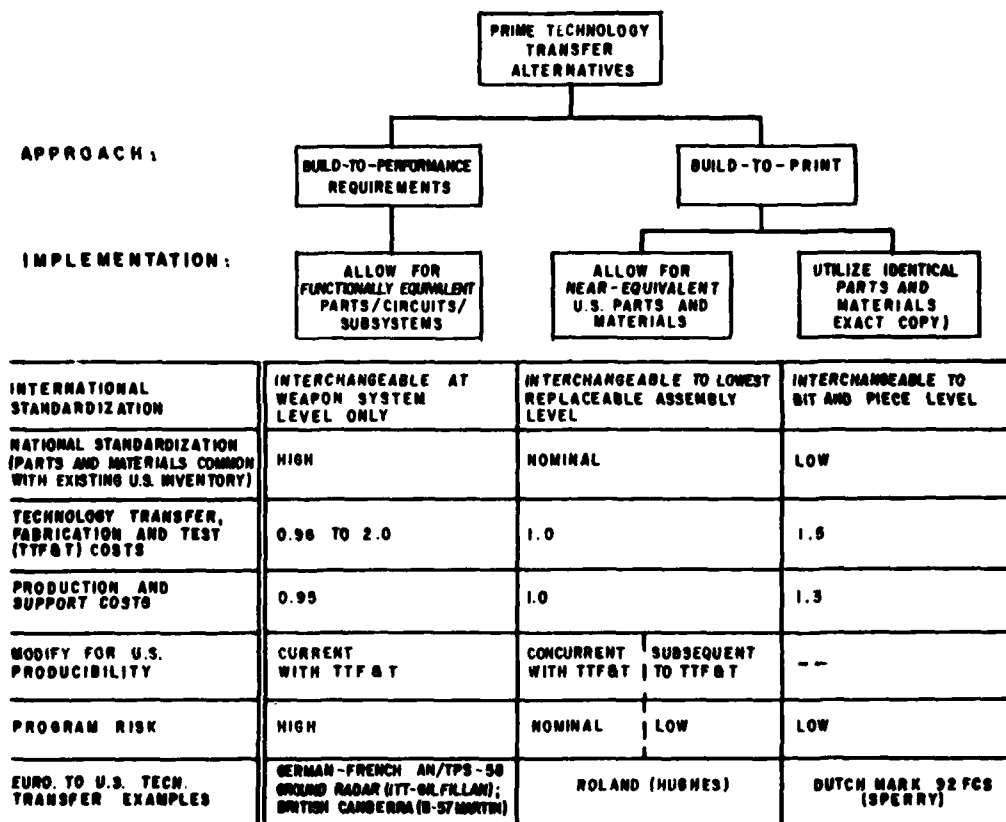 PRIME TECHNOLOGY
TRANSFER
ALTERNATIVES
APPROACH:
BUILD-TO-PERFORMANCE
REQUIREMENTS
BUILD-TO-PRINT
IMPLEMENTATION:
ALLOW FOR
FUNCTIONALLY EQUIVALENT
PARTS/CIRCUITS/
SUBSYSTEMS
ALLOW FOR
NEAR-EQUIVALENT
U.S. PARTS AND
MATERIALS
UTILIZE IDENTICAL
PARTS AND
MATERIALS
EXACT COPY)
INTERNATIONAL
STANDARDIZATION
INTERCHANGEABLE AT
WEAPON SYSTEM
LEVEL ONLY
INTERCHANGEABLE TO LOWEST
REPLACEABLE ASSEMBLY
LEVEL
INTERCHANGEABLE TO
BIT AND PIECE LEVEL
NATIONAL STANDARDIZATION
(PARTS AND MATERIALS COMMON
WITH EXISTING U.S. INVENTORY)
HIGH
NOMINAL
LOW
TECHNOLOGY TRANSFER,
FABRICATION AND TEST
(TTF&T) COSTS
0.96 TO 2.0
1.0
1.5
PRODUCTION AND
SUPPORT COSTS
0.95
1.0
1.3
MODIFY FOR U.S.
PRODUCIBILITY
CURRENT
WITH TTF&T
CONCURRENT
WITH TTF&T
SUBSEQUENT
TO TTF&T
--
PROGRAM RISK
HIGH
NOMINAL
LOW
LOW
EURO. TO U.S. TECH.
TRANSFER EXAMPLES
GERMAN-FRENCH AN/TPS-58
GROUND RADAR (ITT-GILFILLAN);
BRITISH CANBERRA (B-57 MARTIN)
ROLAND (HUGHES)
DUTCH MARK 92 FCS
(SPERRY)